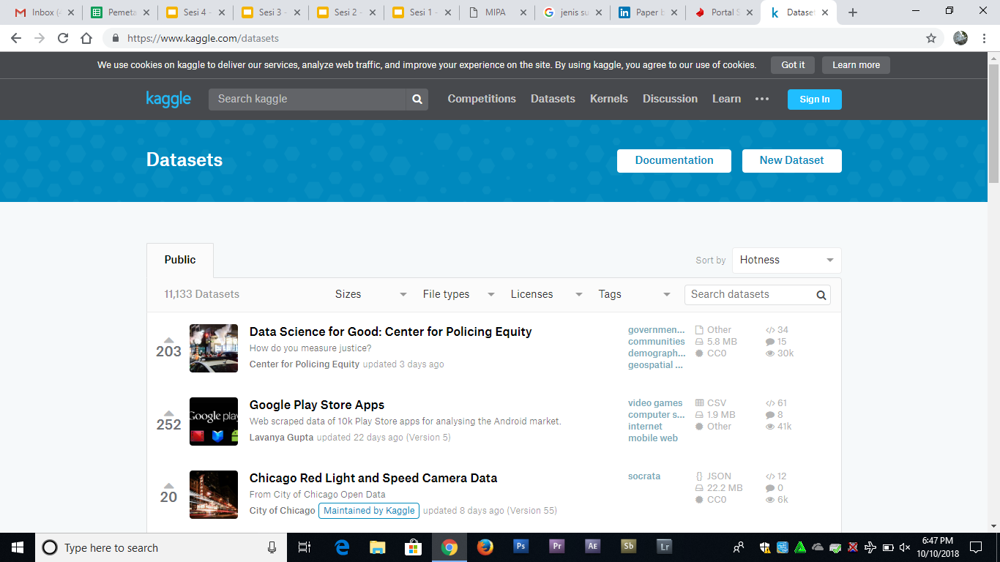 Inbox (
Pemeta
Sesi 4 -
Sesi 3 -
Sesi 2 -
Sesi 1 -
MIPA
jenis su
Paper b
Portal S
Dataset
https://www.kaggle.com/datasets
We use cookies on kaggle to deliver our services, analyze web traffic, and improve your experience on the site. By using kaggle, you agree to our use of cookies. Got it Learn more
kaggle Search kaggle Competitions Datasets Kernels Discussion Learn ••• Sign In
Datasets Documentation New Dataset
Public Sort by Hotness
11,133 Datasets Sizes File types Licenses Tags Search datasets
203
Data Science for Good: Center for Policing Equity
How do you measure justice?
Center for Policing Equity updated 3 days ago
governmen...
communities
demograph...
geospatial ...
Other
5.8 MB
CC0
34
15
30k
252
Google play
Google Play Store Apps
Web scraped data of 10k Play Store apps for analysing the Android market.
Lavanya Gupta updated 22 days ago (Version 5)
video games
computer s...
internet
mobile web
CSV
1.9 MB
Other
61
8
41k
20
Chicago Red Light and Speed Camera Data
From City of Chicago Open Data
City of Chicago Maintained by Kaggle updated 8 days ago (Version 55)
socrata
{} JSON
22.2 MB
CC0
12
0
6k
Type here to search
Ps
Pr
AE
Sb
Lr
6:47 PM
10/10/2018